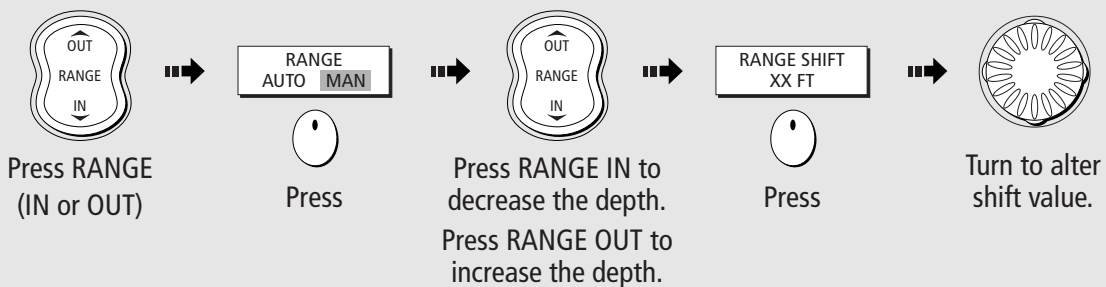 OUT
RANGE
IN
Press RANGE
(IN or OUT)
RANGE
AUTO MAN
Press
OUT
RANGE
IN
Press RANGE IN to
decrease the depth.
Press RANGE OUT to
increase the depth.
RANGE SHIFT
XX FT
Press
Turn to alter
shift value.